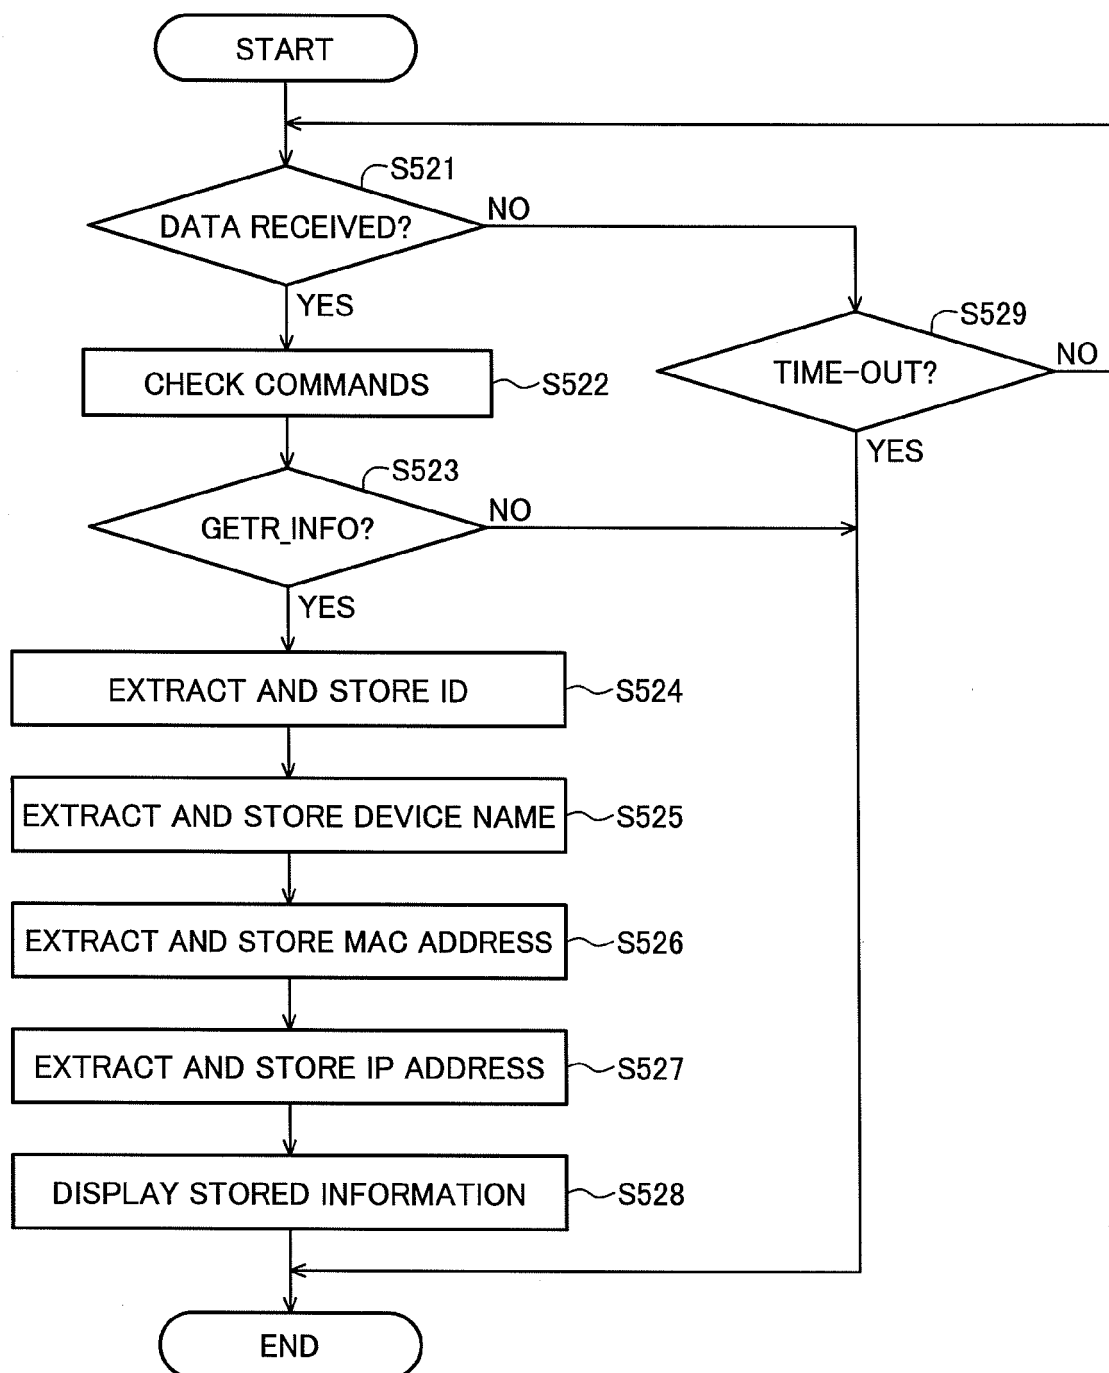 START
S521
DATA RECEIVED?
NO
YES
S529
TIME-OUT?
NO
YES
CHECK COMMANDS
S522
S523
GETR_INFO?
NO
YES
EXTRACT AND STORE ID
S524
EXTRACT AND STORE DEVICE NAME
S525
EXTRACT AND STORE MAC ADDRESS
S526
EXTRACT AND STORE IP ADDRESS
S527
DISPLAY STORED INFORMATION
S528
END